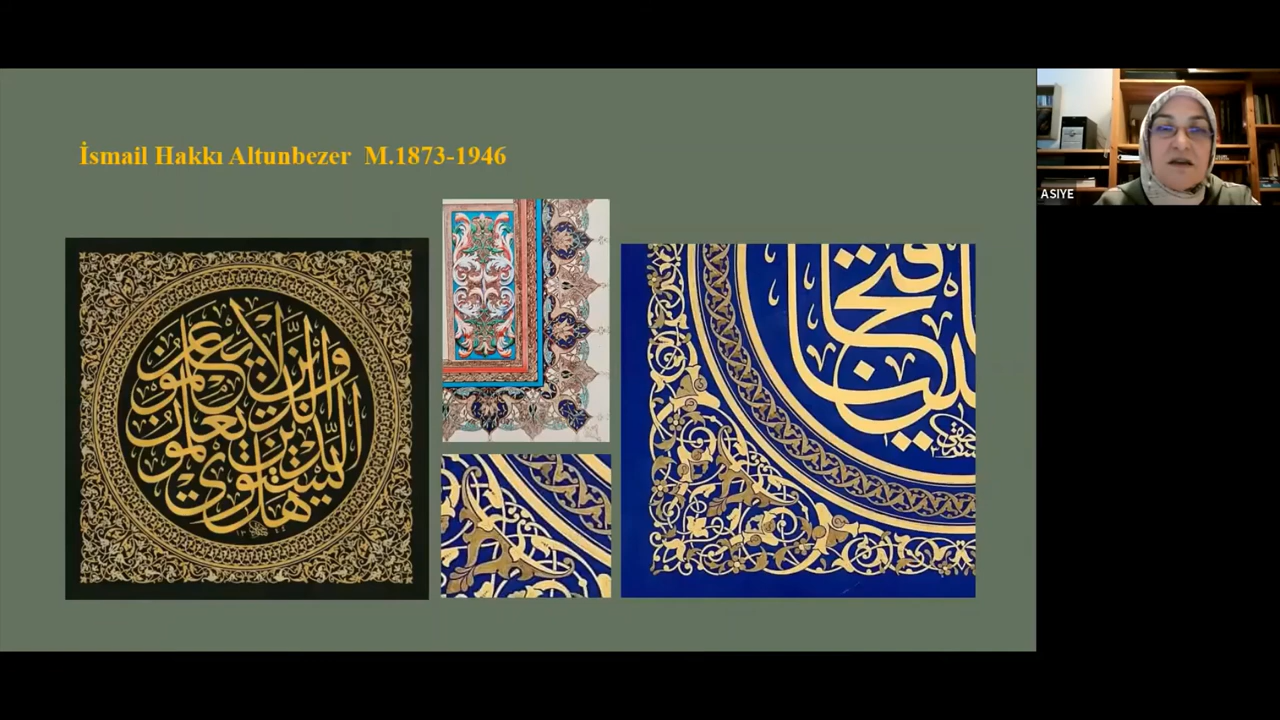 İsmail Hakkı Altunbezer M.1873-1946
هل يستوي الذين يعلمون والذين لا يعلمون
ASIYE